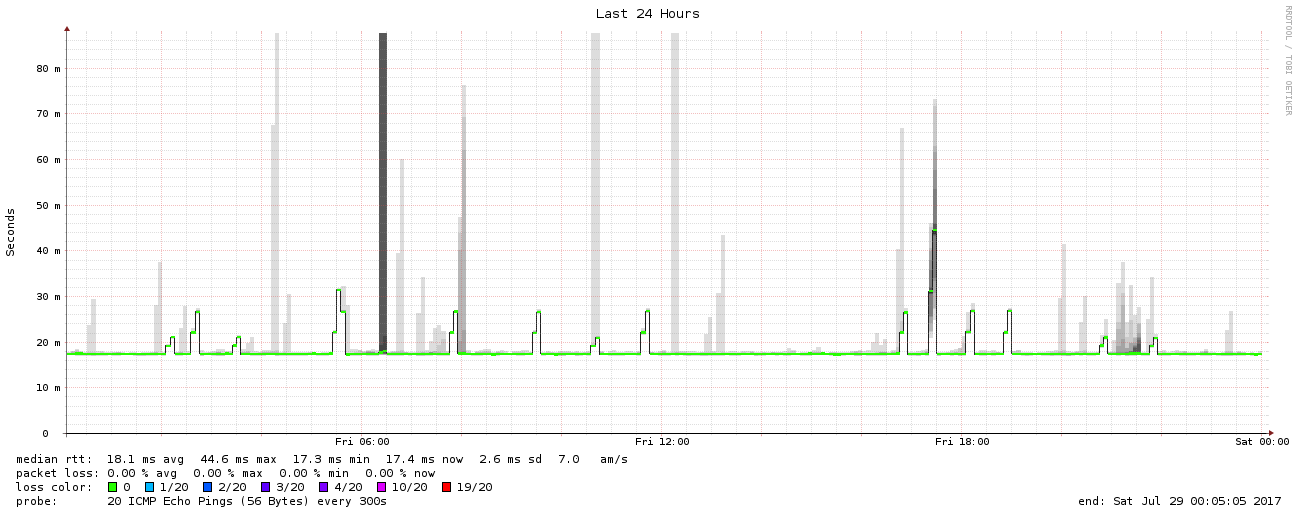 Last 24 Hours
RRDTOOL / TOBI OETIKER
Seconds
80 m
70 m
60 m
50 m
40 m
30 m
20 m
10 m
0
Fri 06:00 Fri 12:00 Fri 18:00 Sat 00:00
median rtt: 18.1 ms avg 44.6 ms max 17.3 ms min 17.4 ms now 2.6 ms sd 7.0 am/s
packet loss: 0.00 % avg 0.00 % max 0.00 % min 0.00 % now
loss color: 0 1/20 2/20 3/20 4/20 10/20 19/20
probe: 20 ICMP Echo Pings (56 Bytes) every 300s end: Sat Jul 29 00:05:05 2017